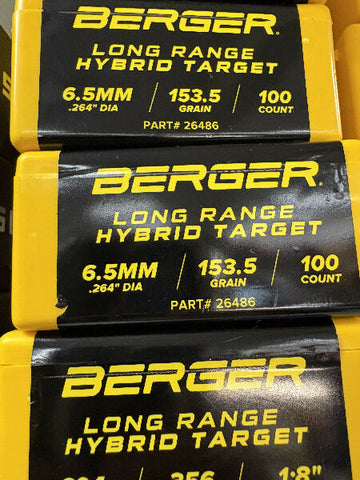 BERGER.
LONG RANGE
HYBRID TARGET
6.5MM 153.5 100
.264" DIA GRAIN COUNT
PART# 26486
BERGER.
LONG RANGE
HYBRID TARGET
6.5MM 153.5 100
.264" DIA GRAIN COUNT
PART# 26486
BERGER
LONG RANGE
HYBRID TARGET
1:8"